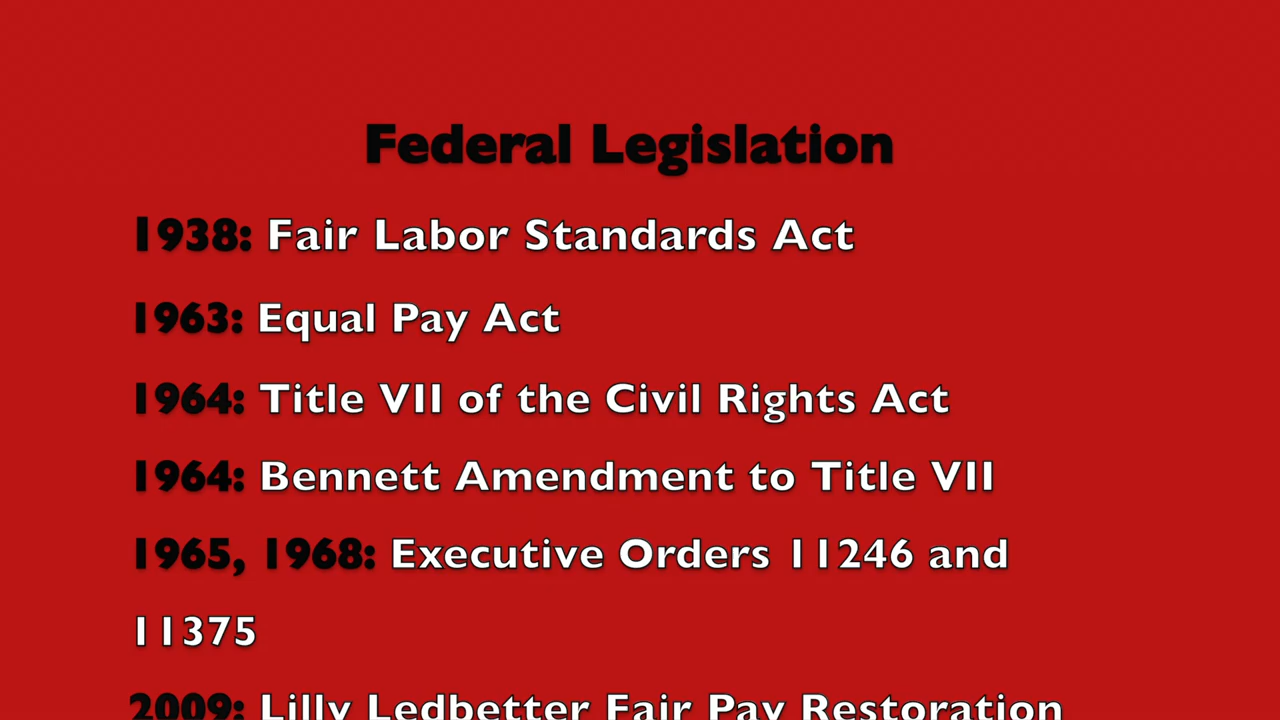 Federal Legislation
1938: Fair Labor Standards Act
1963: Equal Pay Act
1964: Title VII of the Civil Rights Act
1964: Bennett Amendment to Title VII
1965, 1968: Executive Orders 11246 and
11375
2009: Lilly Ledbetter Fair Pay Restoration